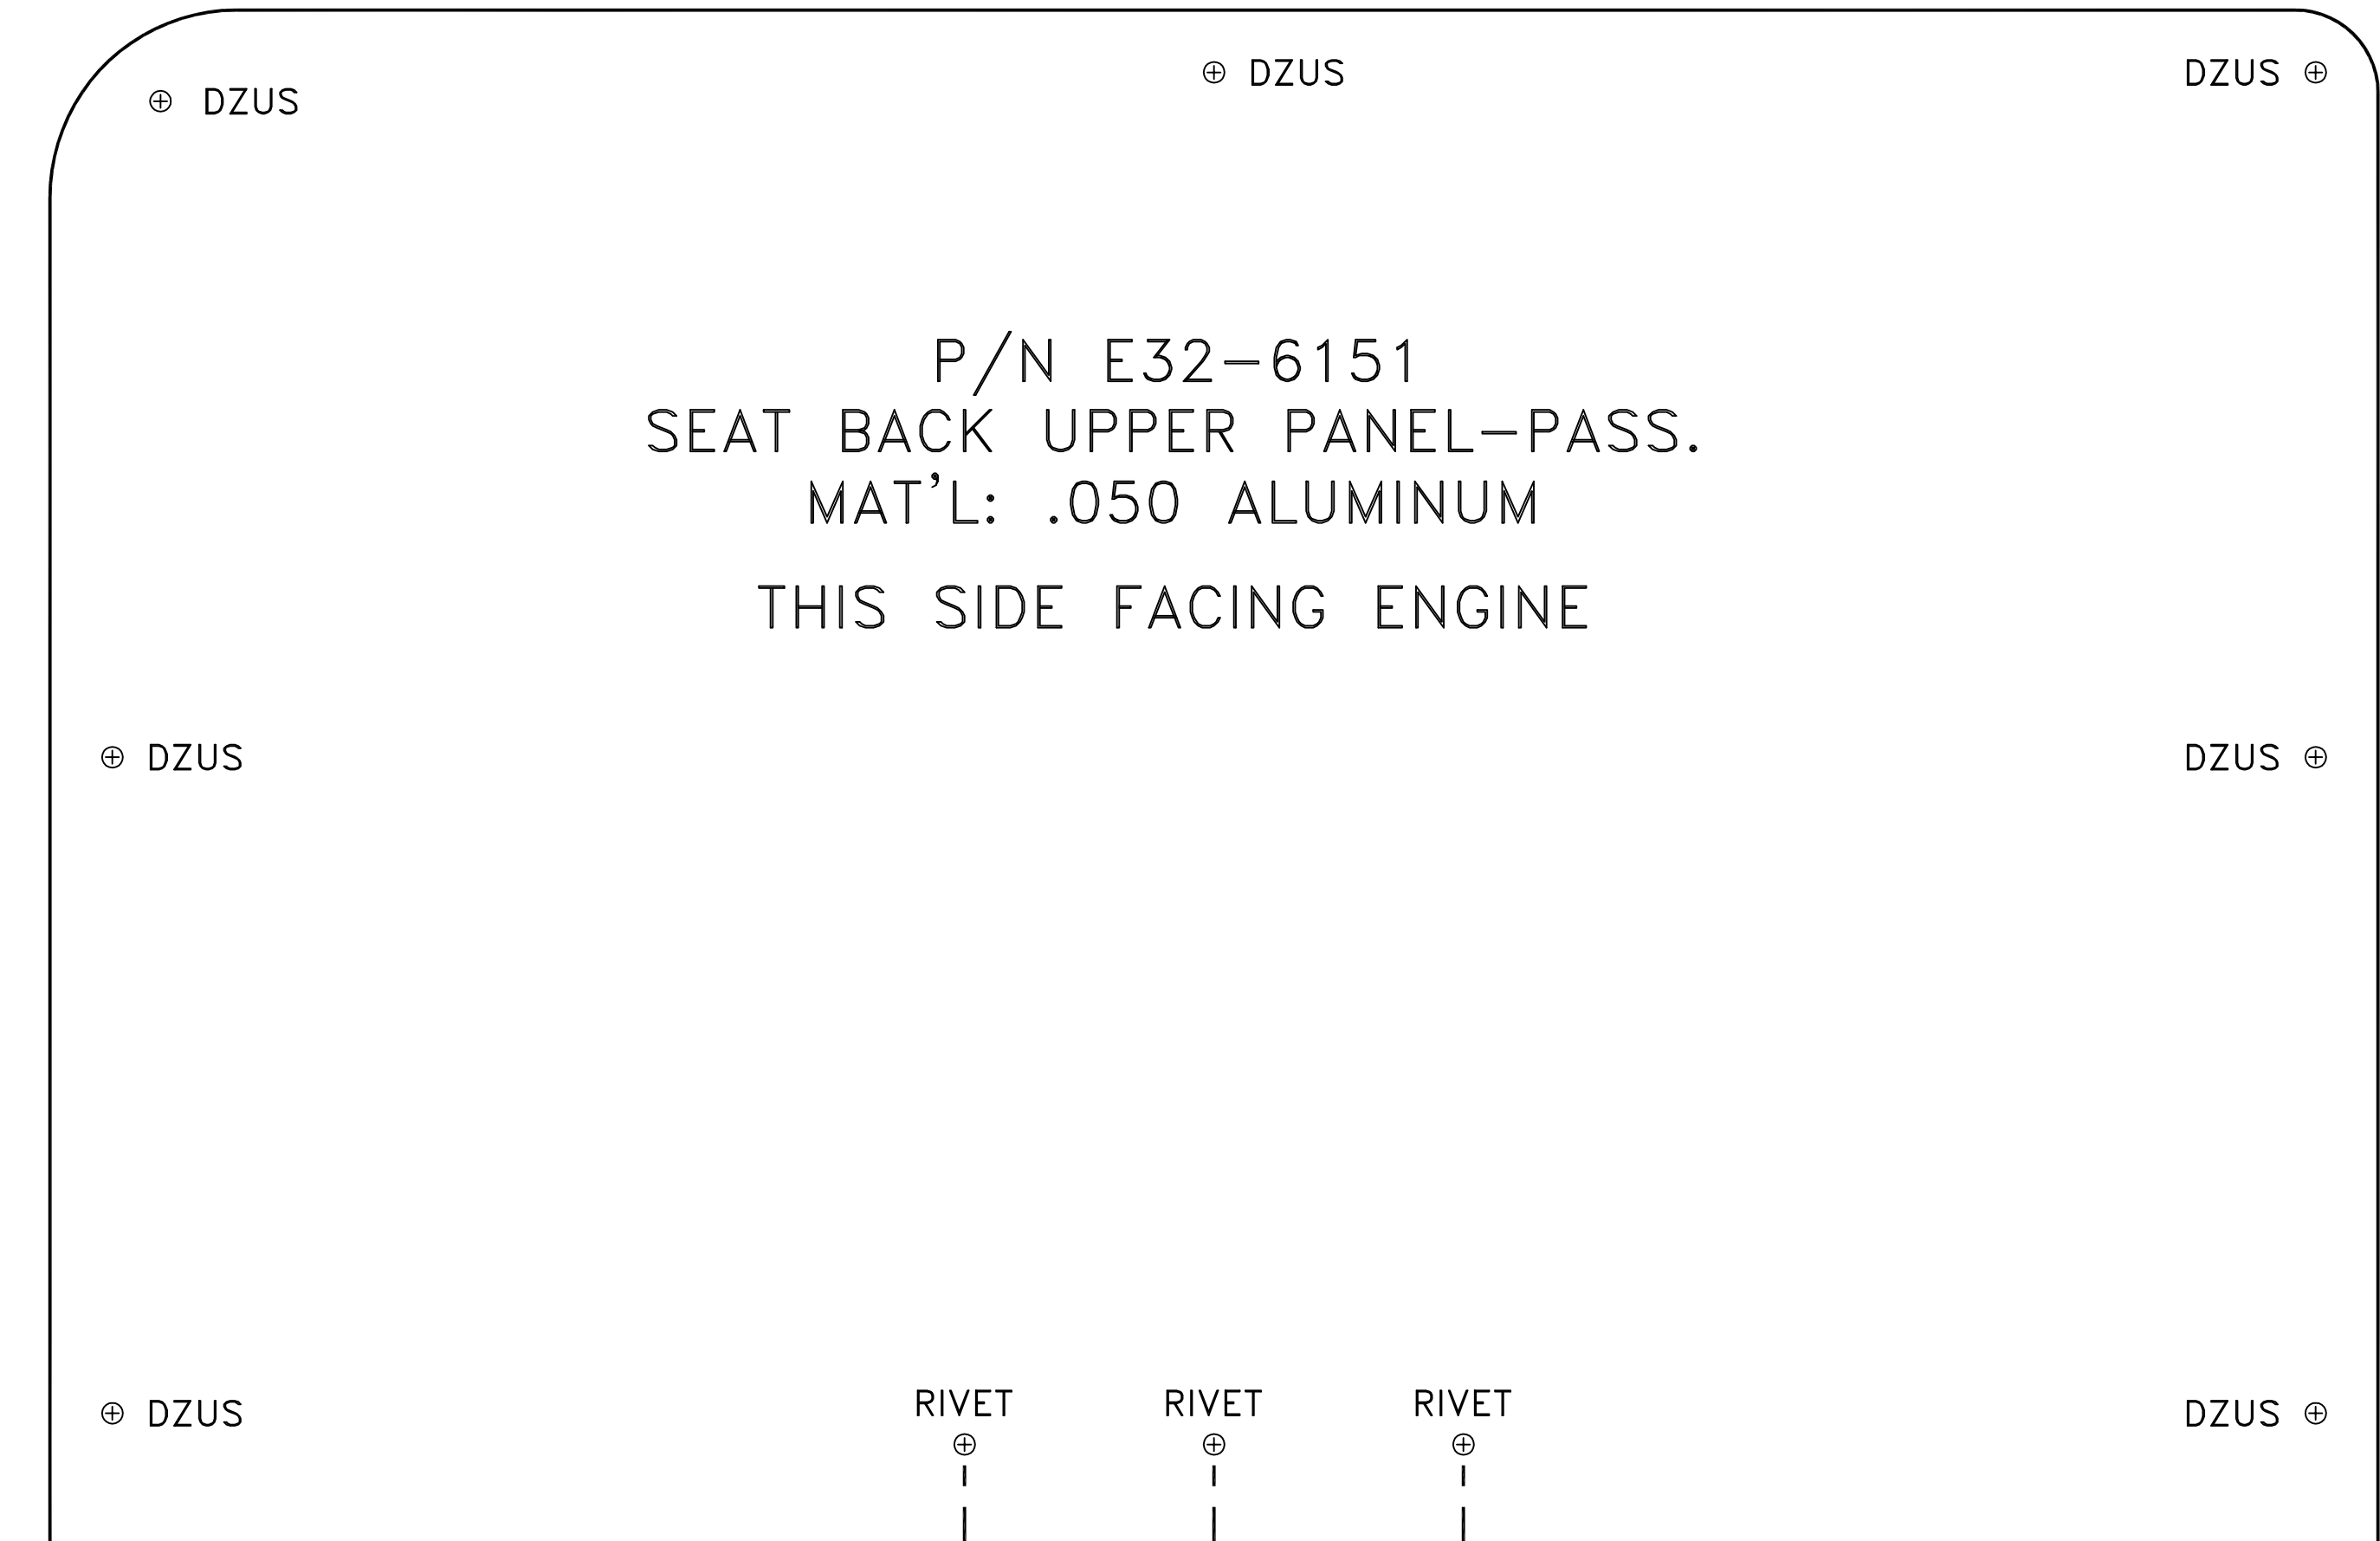 DZUS
DZUS
DZUS
P/N E32-6151
SEAT BACK UPPER PANEL-PASS.
MAT'L: .050 ALUMINUM
THIS SIDE FACING ENGINE
DZUS
DZUS
RIVET RIVET RIVET
DZUS
DZUS